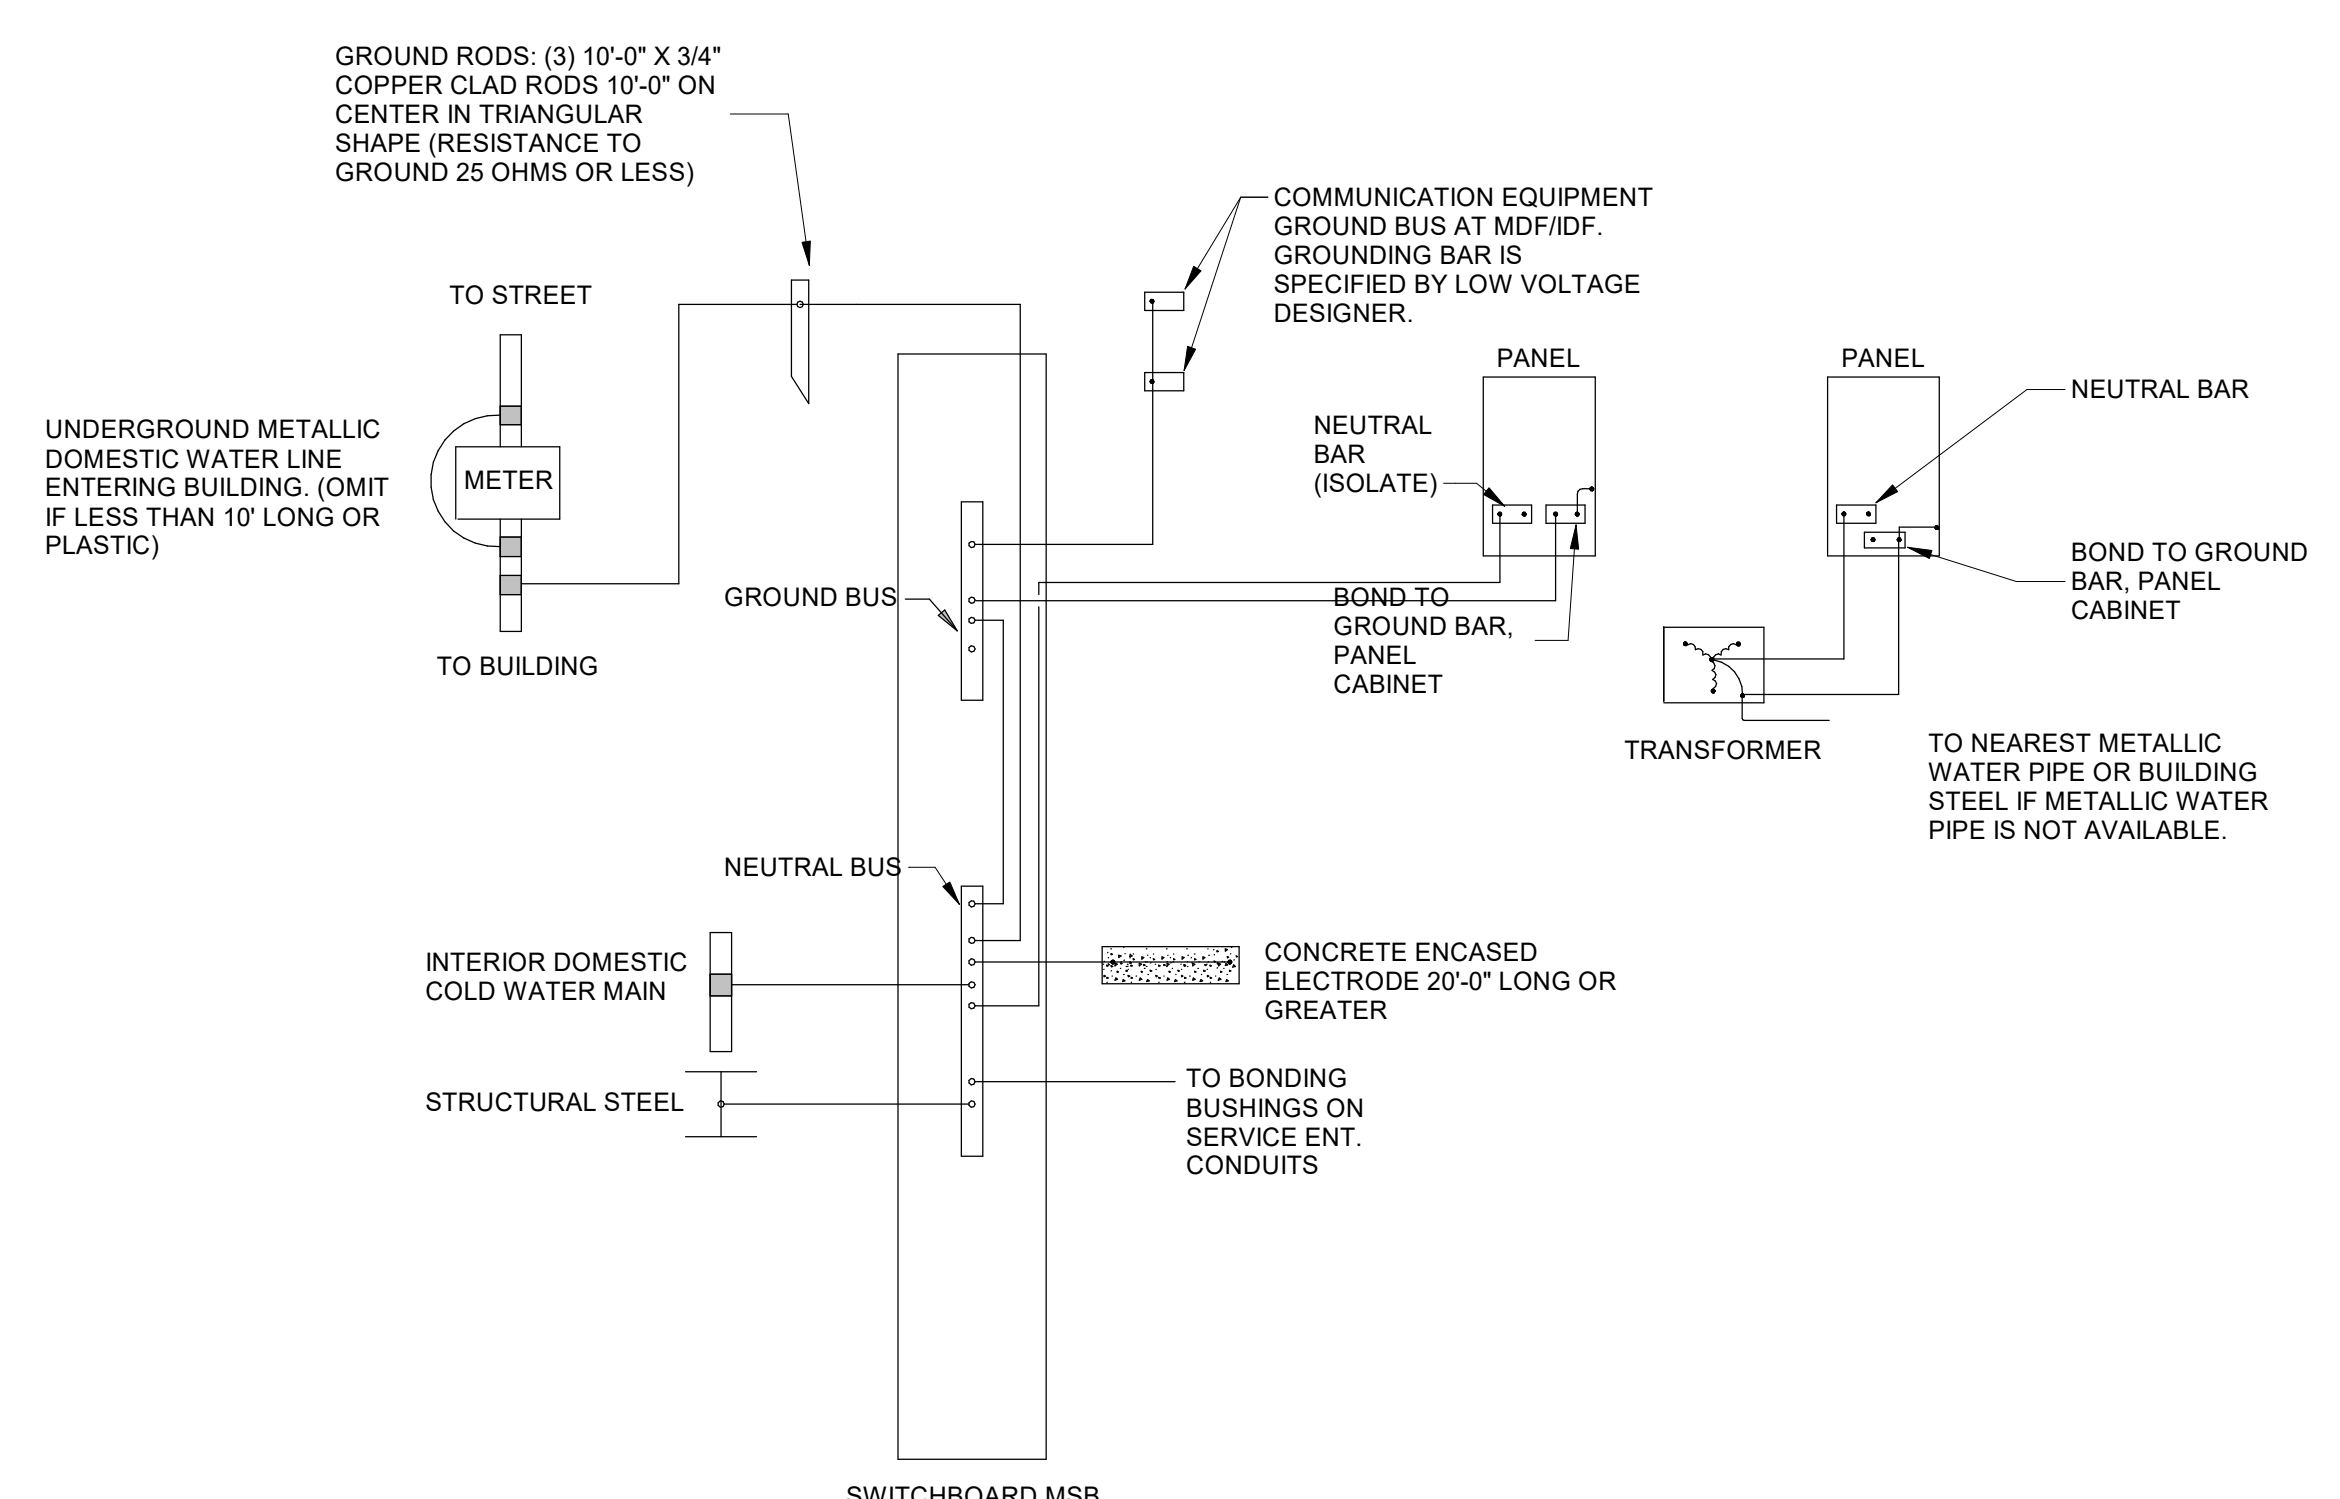 GROUND RODS: (3) 10'-0" X 3/4"
COPPER CLAD RODS 10'-0" ON
CENTER IN TRIANGULAR
SHAPE (RESISTANCE TO
GROUND 25 OHMS OR LESS)
COMMUNICATION EQUIPMENT
GROUND BUS AT MDF/IDF.
GROUNDING BAR IS
SPECIFIED BY LOW VOLTAGE
DESIGNER.
TO STREET
UNDERGROUND METALLIC
DOMESTIC WATER LINE
ENTERING BUILDING. (OMIT
IF LESS THAN 10' LONG OR
PLASTIC)
METER
TO BUILDING
PANEL
NEUTRAL
BAR
(ISOLATE)
BOND TO
GROUND BAR,
PANEL
CABINET
PANEL
NEUTRAL BAR
BOND TO GROUND
BAR, PANEL
CABINET
TRANSFORMER
TO NEAREST METALLIC
WATER PIPE OR BUILDING
STEEL IF METALLIC WATER
PIPE IS NOT AVAILABLE.
GROUND BUS
NEUTRAL BUS
INTERIOR DOMESTIC
COLD WATER MAIN
STRUCTURAL STEEL
CONCRETE ENCASED
ELECTRODE 20'-0" LONG OR
GREATER
TO BONDING
BUSHINGS ON
SERVICE ENT.
CONDUITS
SWITCHBOARD MSB